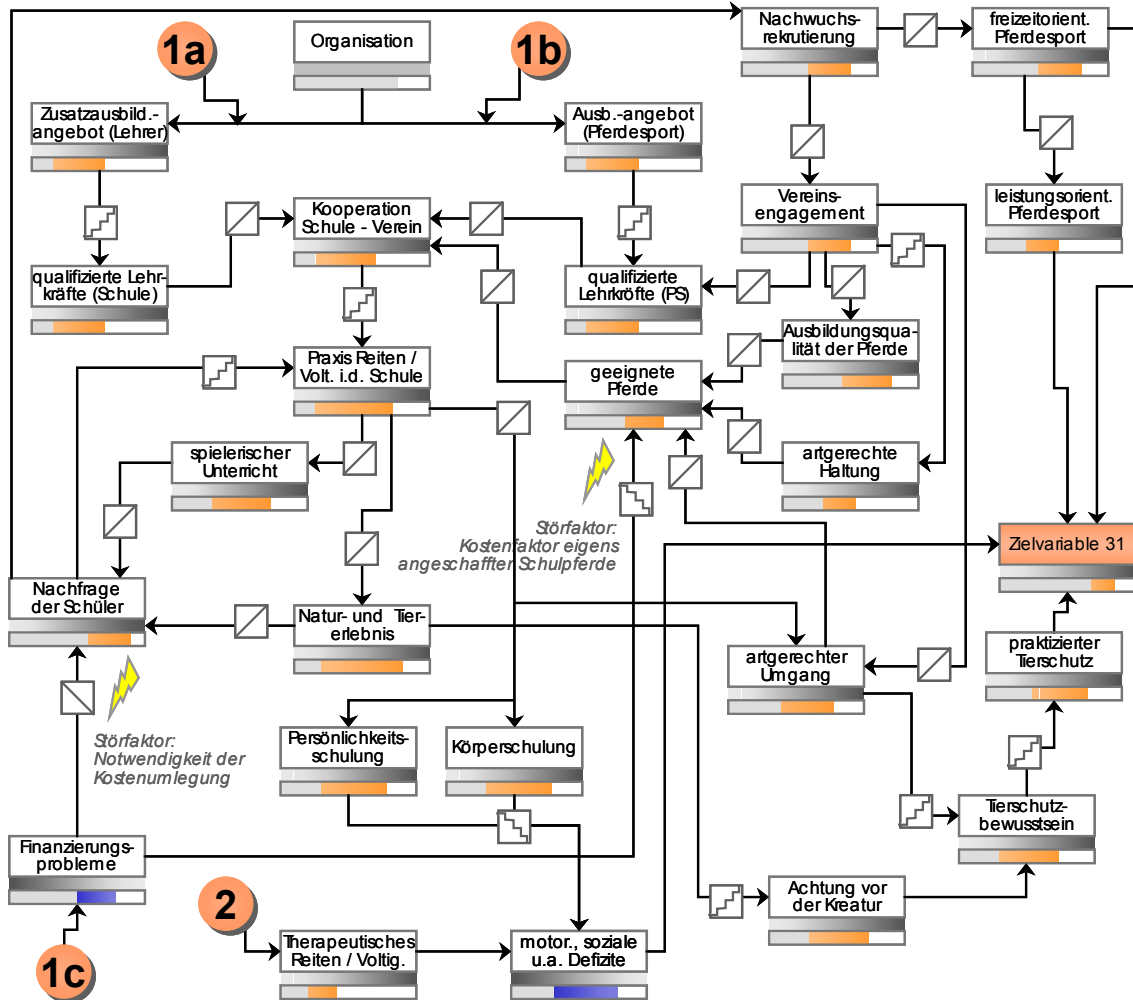 Nachwuchs-
rekrutierung
freizeitorient.
Pferdesport
1a
Organisation
1b
Zusatzausbild.-
angebot (Lehrer)
Ausb.-angebot
(Pferdesport)
Kooperation
Schule - Verein
Vereins-
engagement
leistungsorient.
Pferdesport
qualifizierte Lehr-
kräfte (Schule)
qualifizierte
Lehrkröfte (PS)
Ausbildungsqua-
lität der Pferde
Praxis Reiten /
Volt. i.d. Schule
geeignete
Pferde
spielerischer
Unterricht
artgerechte
Haltung
Störfaktor:
Kostenfaktor eigens
angeschaffter Schulpferde
Zielvariable 31
Nachfrage
der Schüler
Natur- und Tier-
erlebnis
artgerechter
Umgang
praktizierter
Tierschutz
Störfaktor:
Notwendigkeit der
Kostenumlegung
Persönlichkeits-
schulung
Körperschulung
Tierschutz-
bewusstsein
Finanzierungs-
probleme
Achtung vor
der Kreatur
2
1c
Therapeutisches
Reiten / Voltig.
motor., soziale
u.a. Defizite